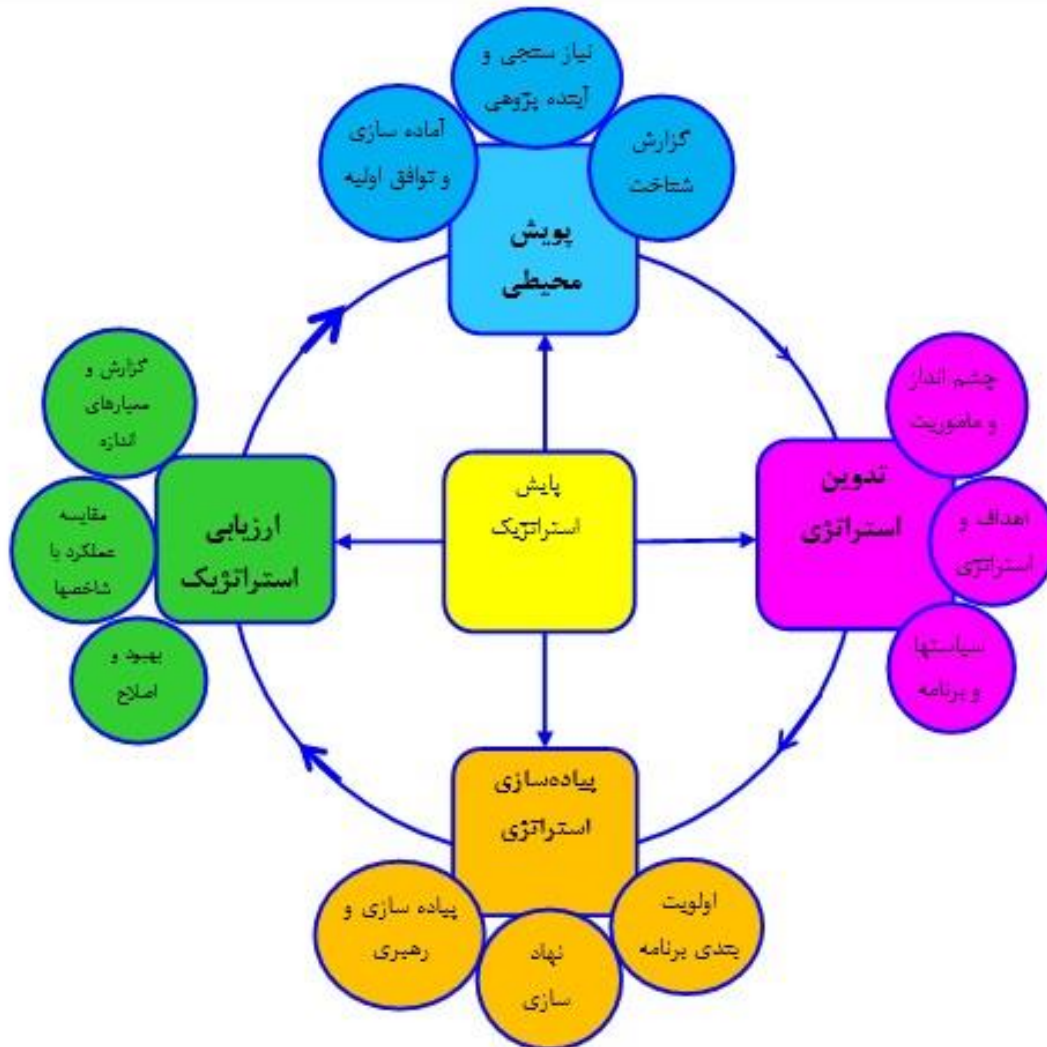 نیاز سنجی و
آینده پژوهی
آماده سازی
و توافق اولیه
گزارش
شناخت
پویش
محیطی
چشم انداز
و ماموریت
تدوین
استراتژی
اهداف و
استراتژی
سیاستها
و برنامه
پایش
استراتژیک
گزارش و
معیارهای
اندازه
ارزیابی
استراتژیک
مقایسه
عملکرد با
شاخصها
بهبود و
اصلاح
پیاده‌سازی
استراتژی
اولویت
بندی برنامه
نهاد
سازی
پیاده سازی و
رهبری